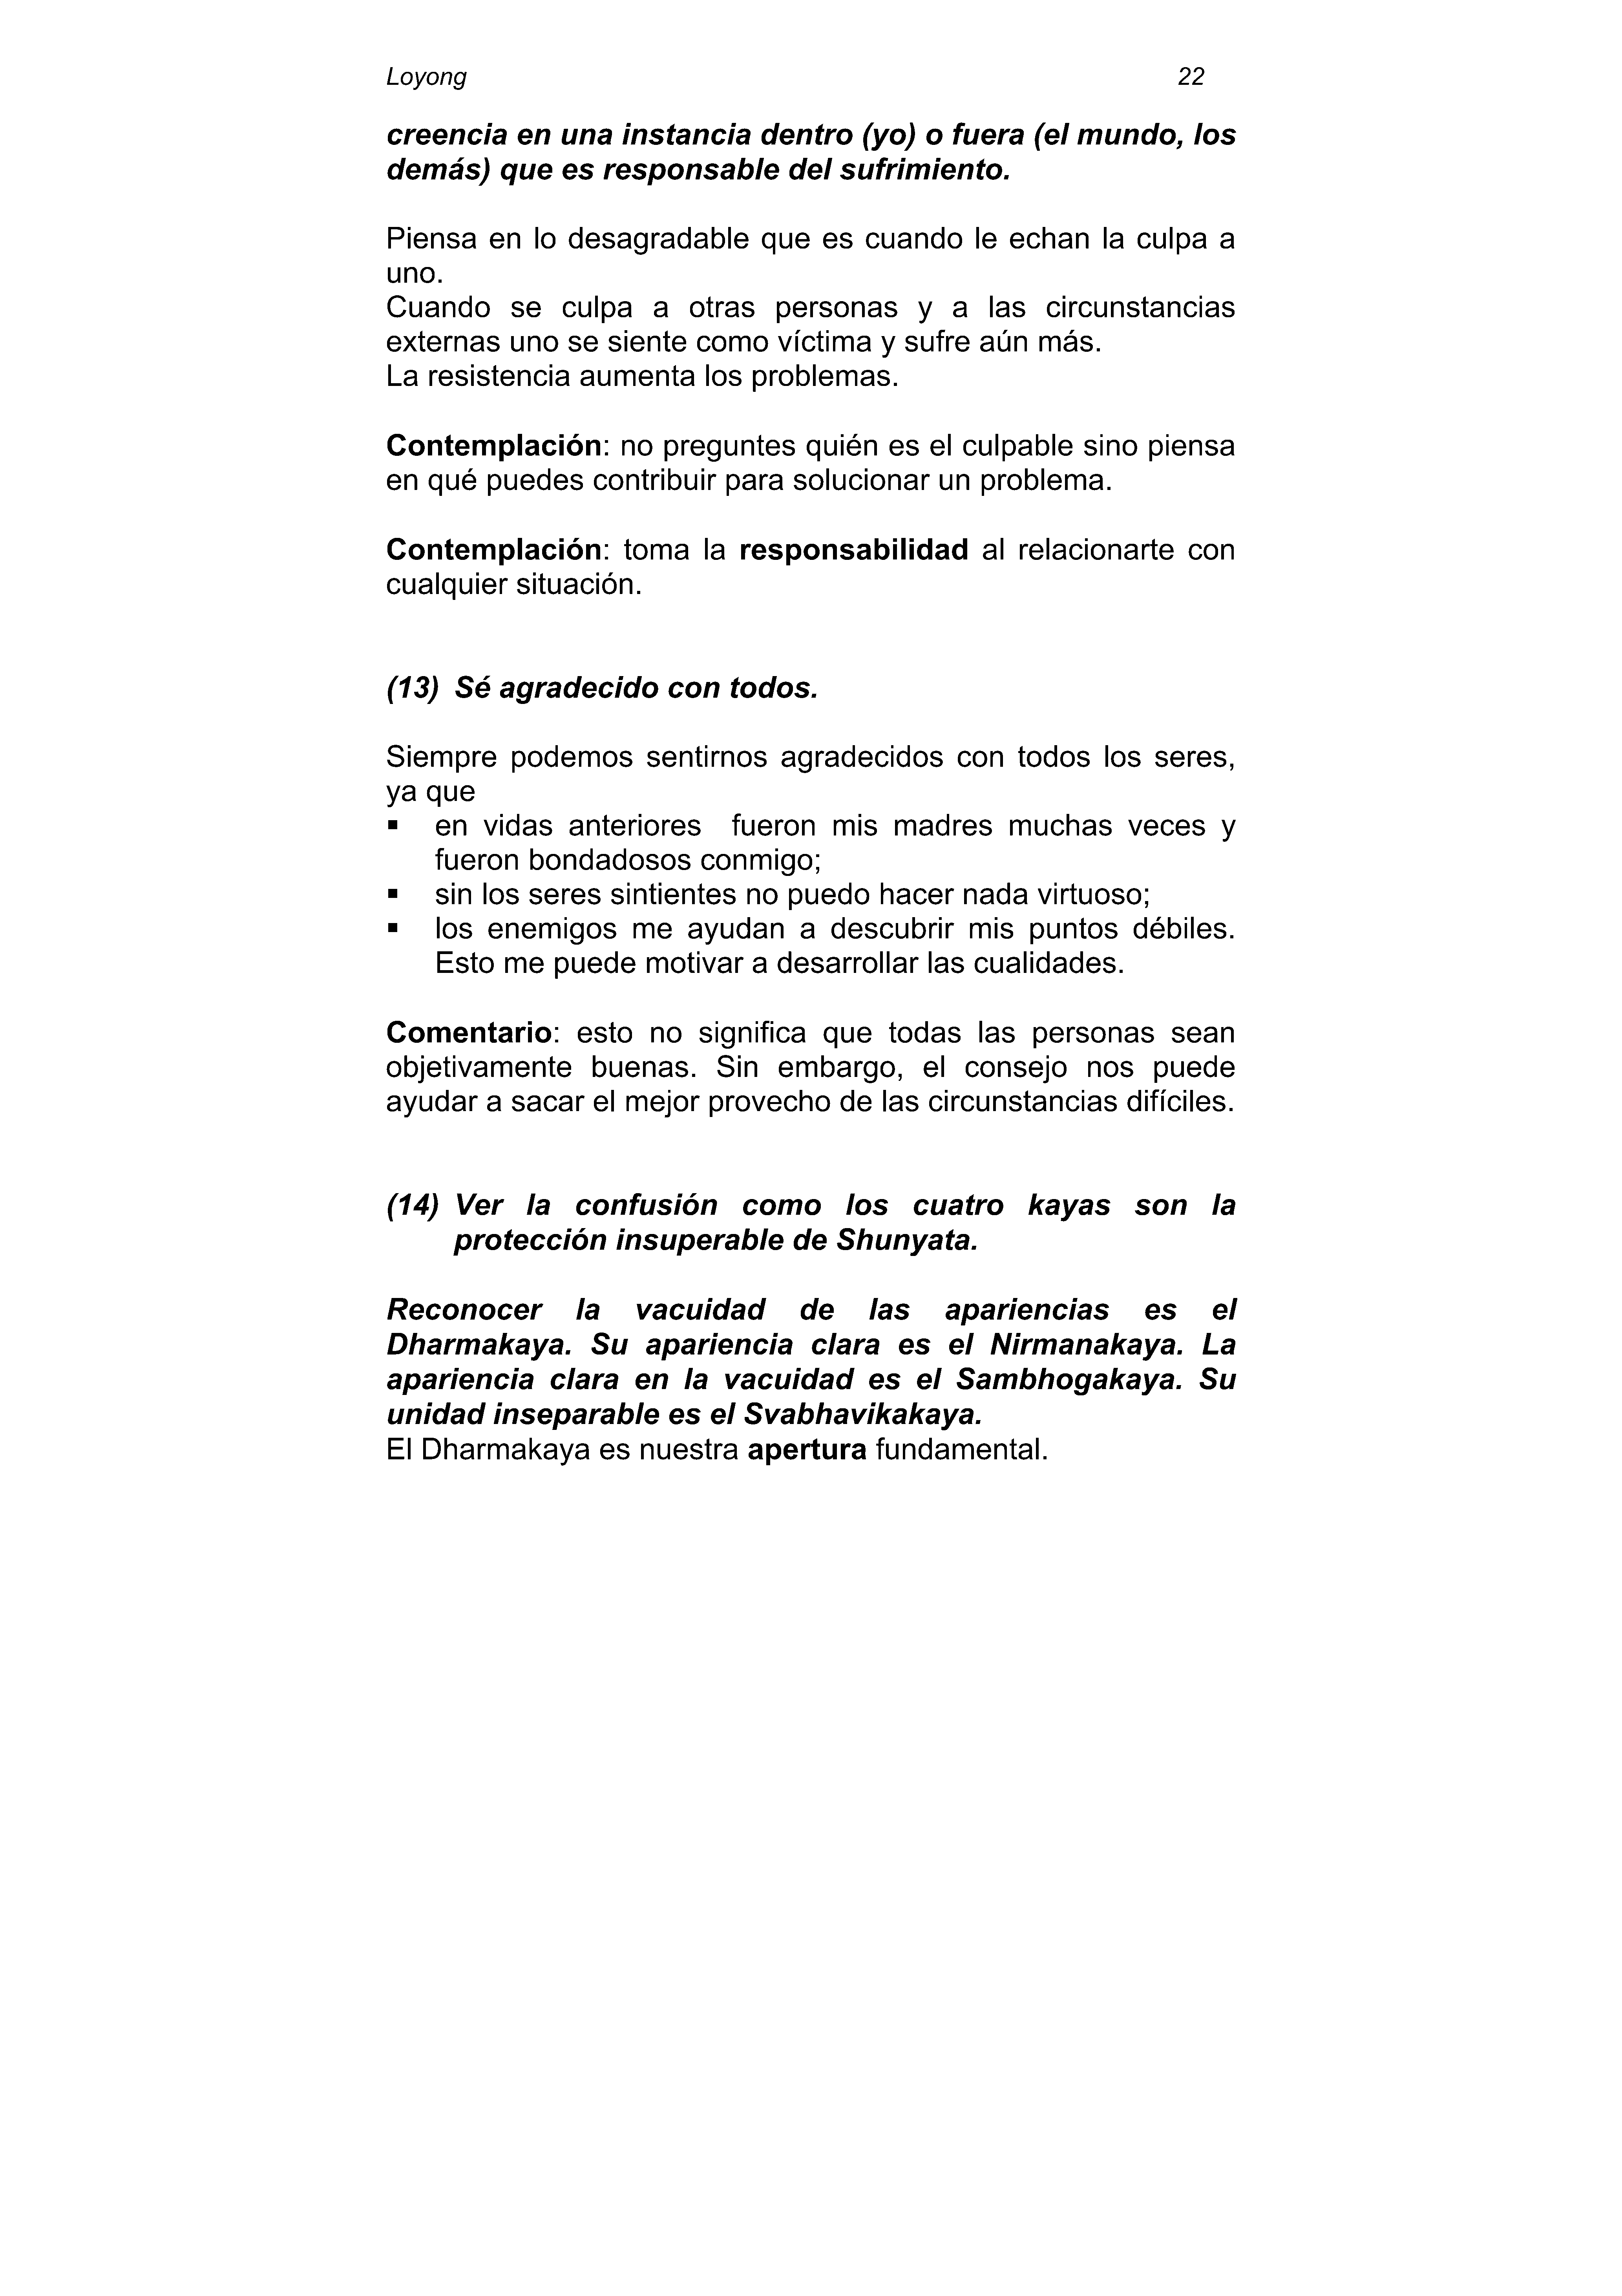 Loyong 22
creencia en una instancia dentro (yo) o fuera (el mundo, los
demás) que es responsable del sufrimiento.
Piensa en lo desagradable que es cuando le echan la culpa a
uno.
Cuando se culpa a otras personas y a las circunstancias
externas uno se siente como víctima y sufre aún más.
La resistencia aumenta los problemas.
Contemplación: no preguntes quién es el culpable sino piensa
en qué puedes contribuir para solucionar un problema.
Contemplación: toma la responsabilidad al relacionarte con
cualquier situación.
(13) Sé agradecido con todos.
Siempre podemos sentirnos agradecidos con todos los seres,
ya que
▪ en vidas anteriores fueron mis madres muchas veces y
fueron bondadosos conmigo;
▪ sin los seres sintientes no puedo hacer nada virtuoso;
▪ los enemigos me ayudan a descubrir mis puntos débiles.
Esto me puede motivar a desarrollar las cualidades.
Comentario: esto no significa que todas las personas sean
objetivamente buenas. Sin embargo, el consejo nos puede
ayudar a sacar el mejor provecho de las circunstancias difíciles.
(14) Ver la confusión como los cuatro kayas son la
protección insuperable de Shunyata.
Reconocer la vacuidad de las apariencias es el
Dharmakaya. Su apariencia clara es el Nirmanakaya. La
apariencia clara en la vacuidad es el Sambhogakaya. Su
unidad inseparable es el Svabhavikakaya.
El Dharmakaya es nuestra apertura fundamental.